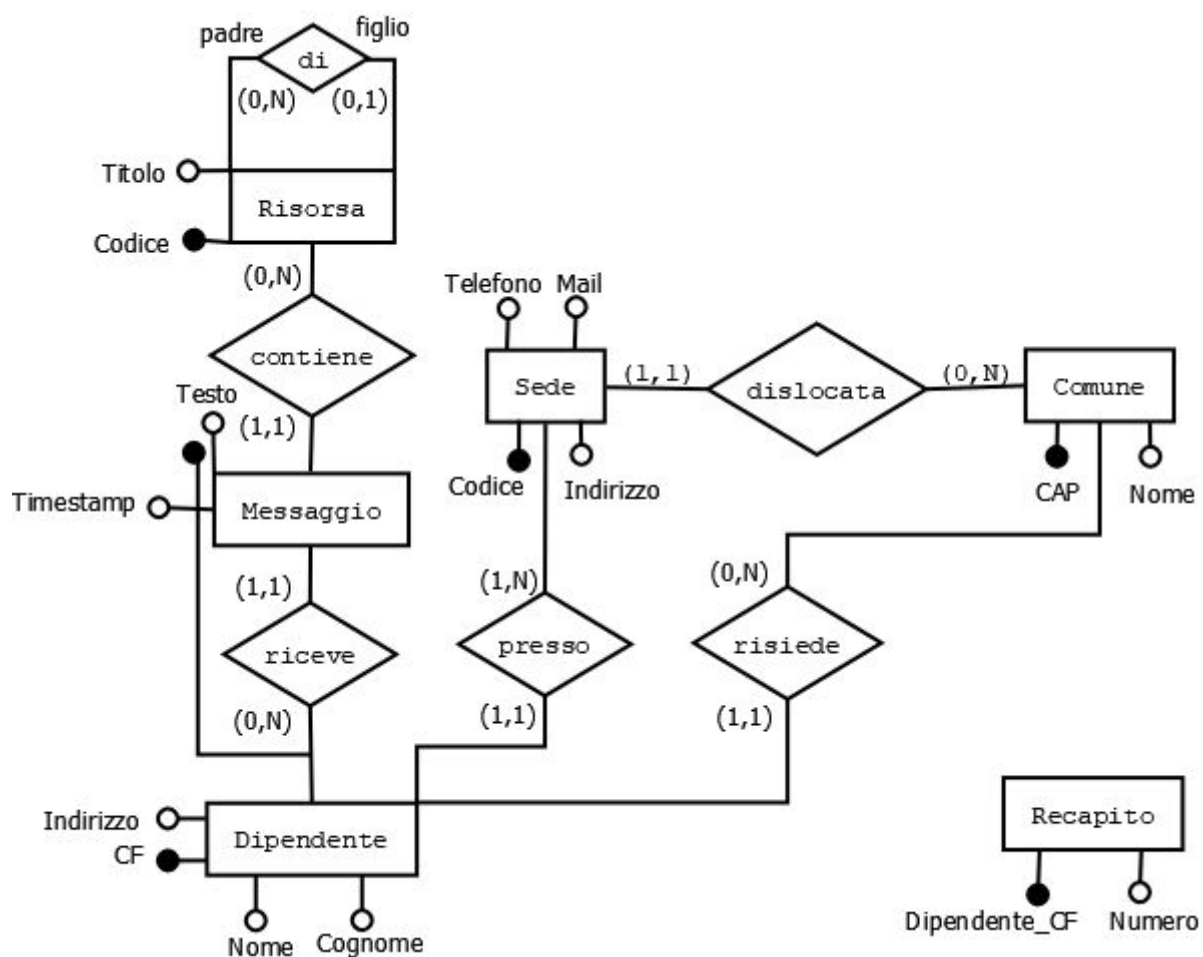 padre
figlio
di
(0,N)
(0,1)
Titolo
Risorsa
Codice
(0,N)
contiene
Testo
(1,1)
Timestamp
Messaggio
(1,1)
riceve
(0,N)
Indirizzo
CF
Dipendente
Nome
Cognome
Telefono
Mail
Sede
(1,1)
dislocata
(0,N)
Comune
Codice
Indirizzo
CAP
Nome
(1,N)
presso
(1,1)
(0,N)
risiede
(1,1)
Recapito
Dipendente_CF
Numero